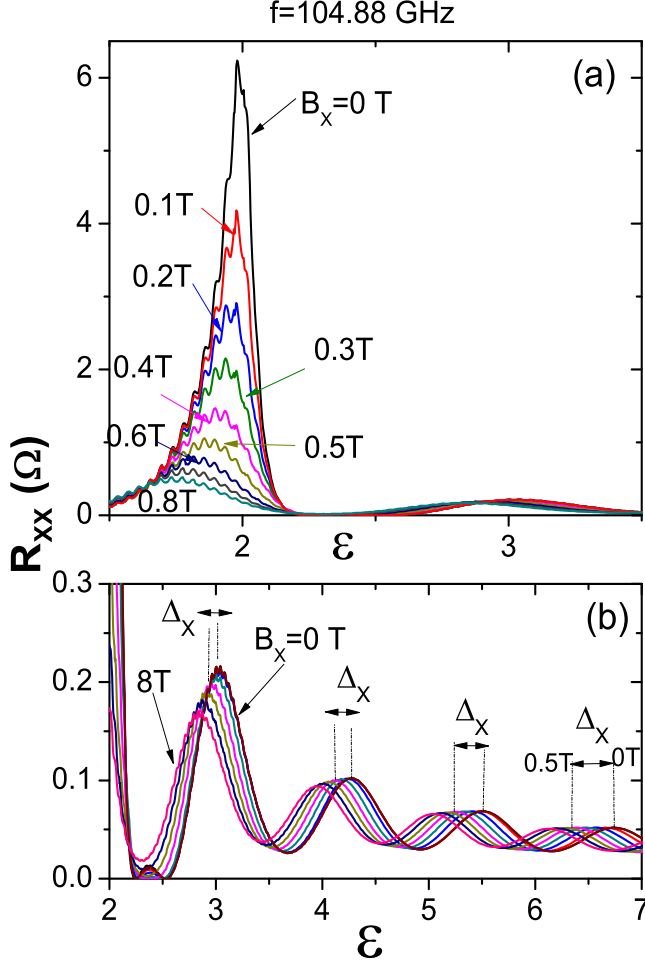 f=104.88 GHz
(a)
6
4
2
0
B_X=0 T
0.1T
0.2T
0.3T
0.4T
0.5T
0.6T
0.8T
2
3
ε
R_XX (Ω)
(b)
0.3
0.2
0.1
0.0
Δ_X
B_X=0 T
8T
Δ_X
Δ_X
Δ_X
0.5T
0T
2
3
4
5
6
7
ε